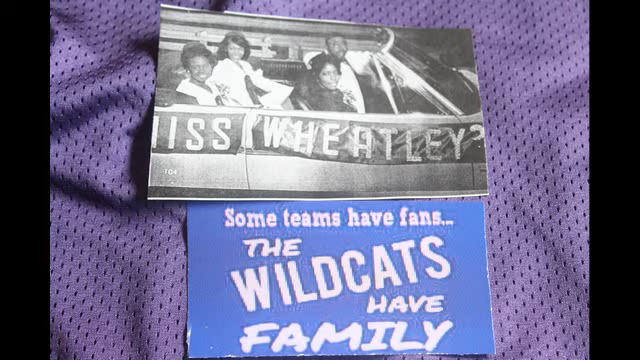 MISS WHEATLEY
104
Some teams have fans...
THE
WILDCATS
HAVE
FAMILY